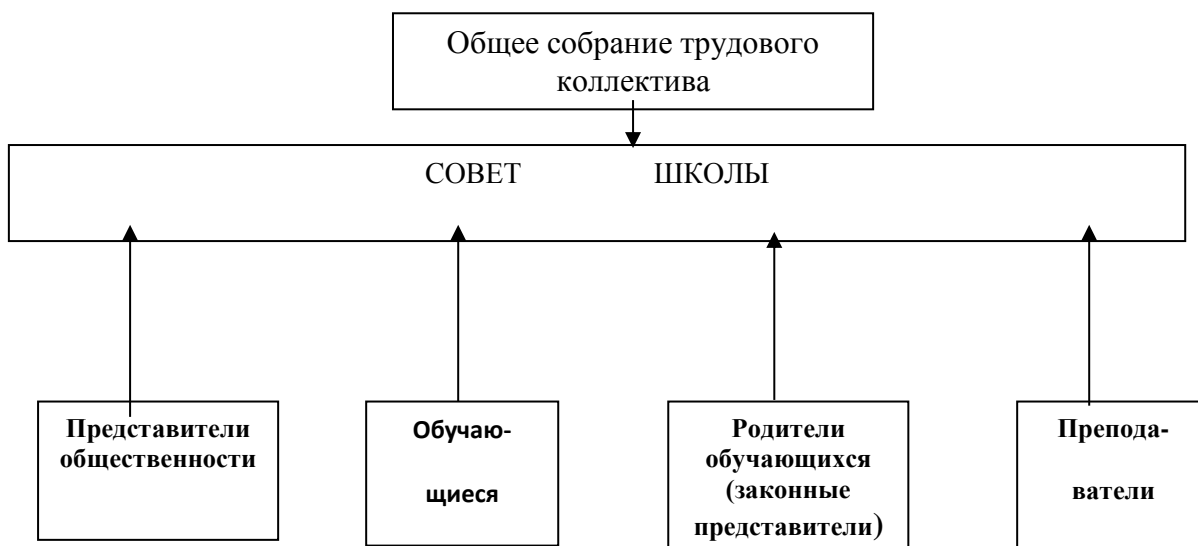 Общее собрание трудового
коллектива
СОВЕТ ШКОЛЫ
Представители
общественности
Обучаю-
щиеся
Родители
обучающихся
(законные
представители)
Препода-
ватели